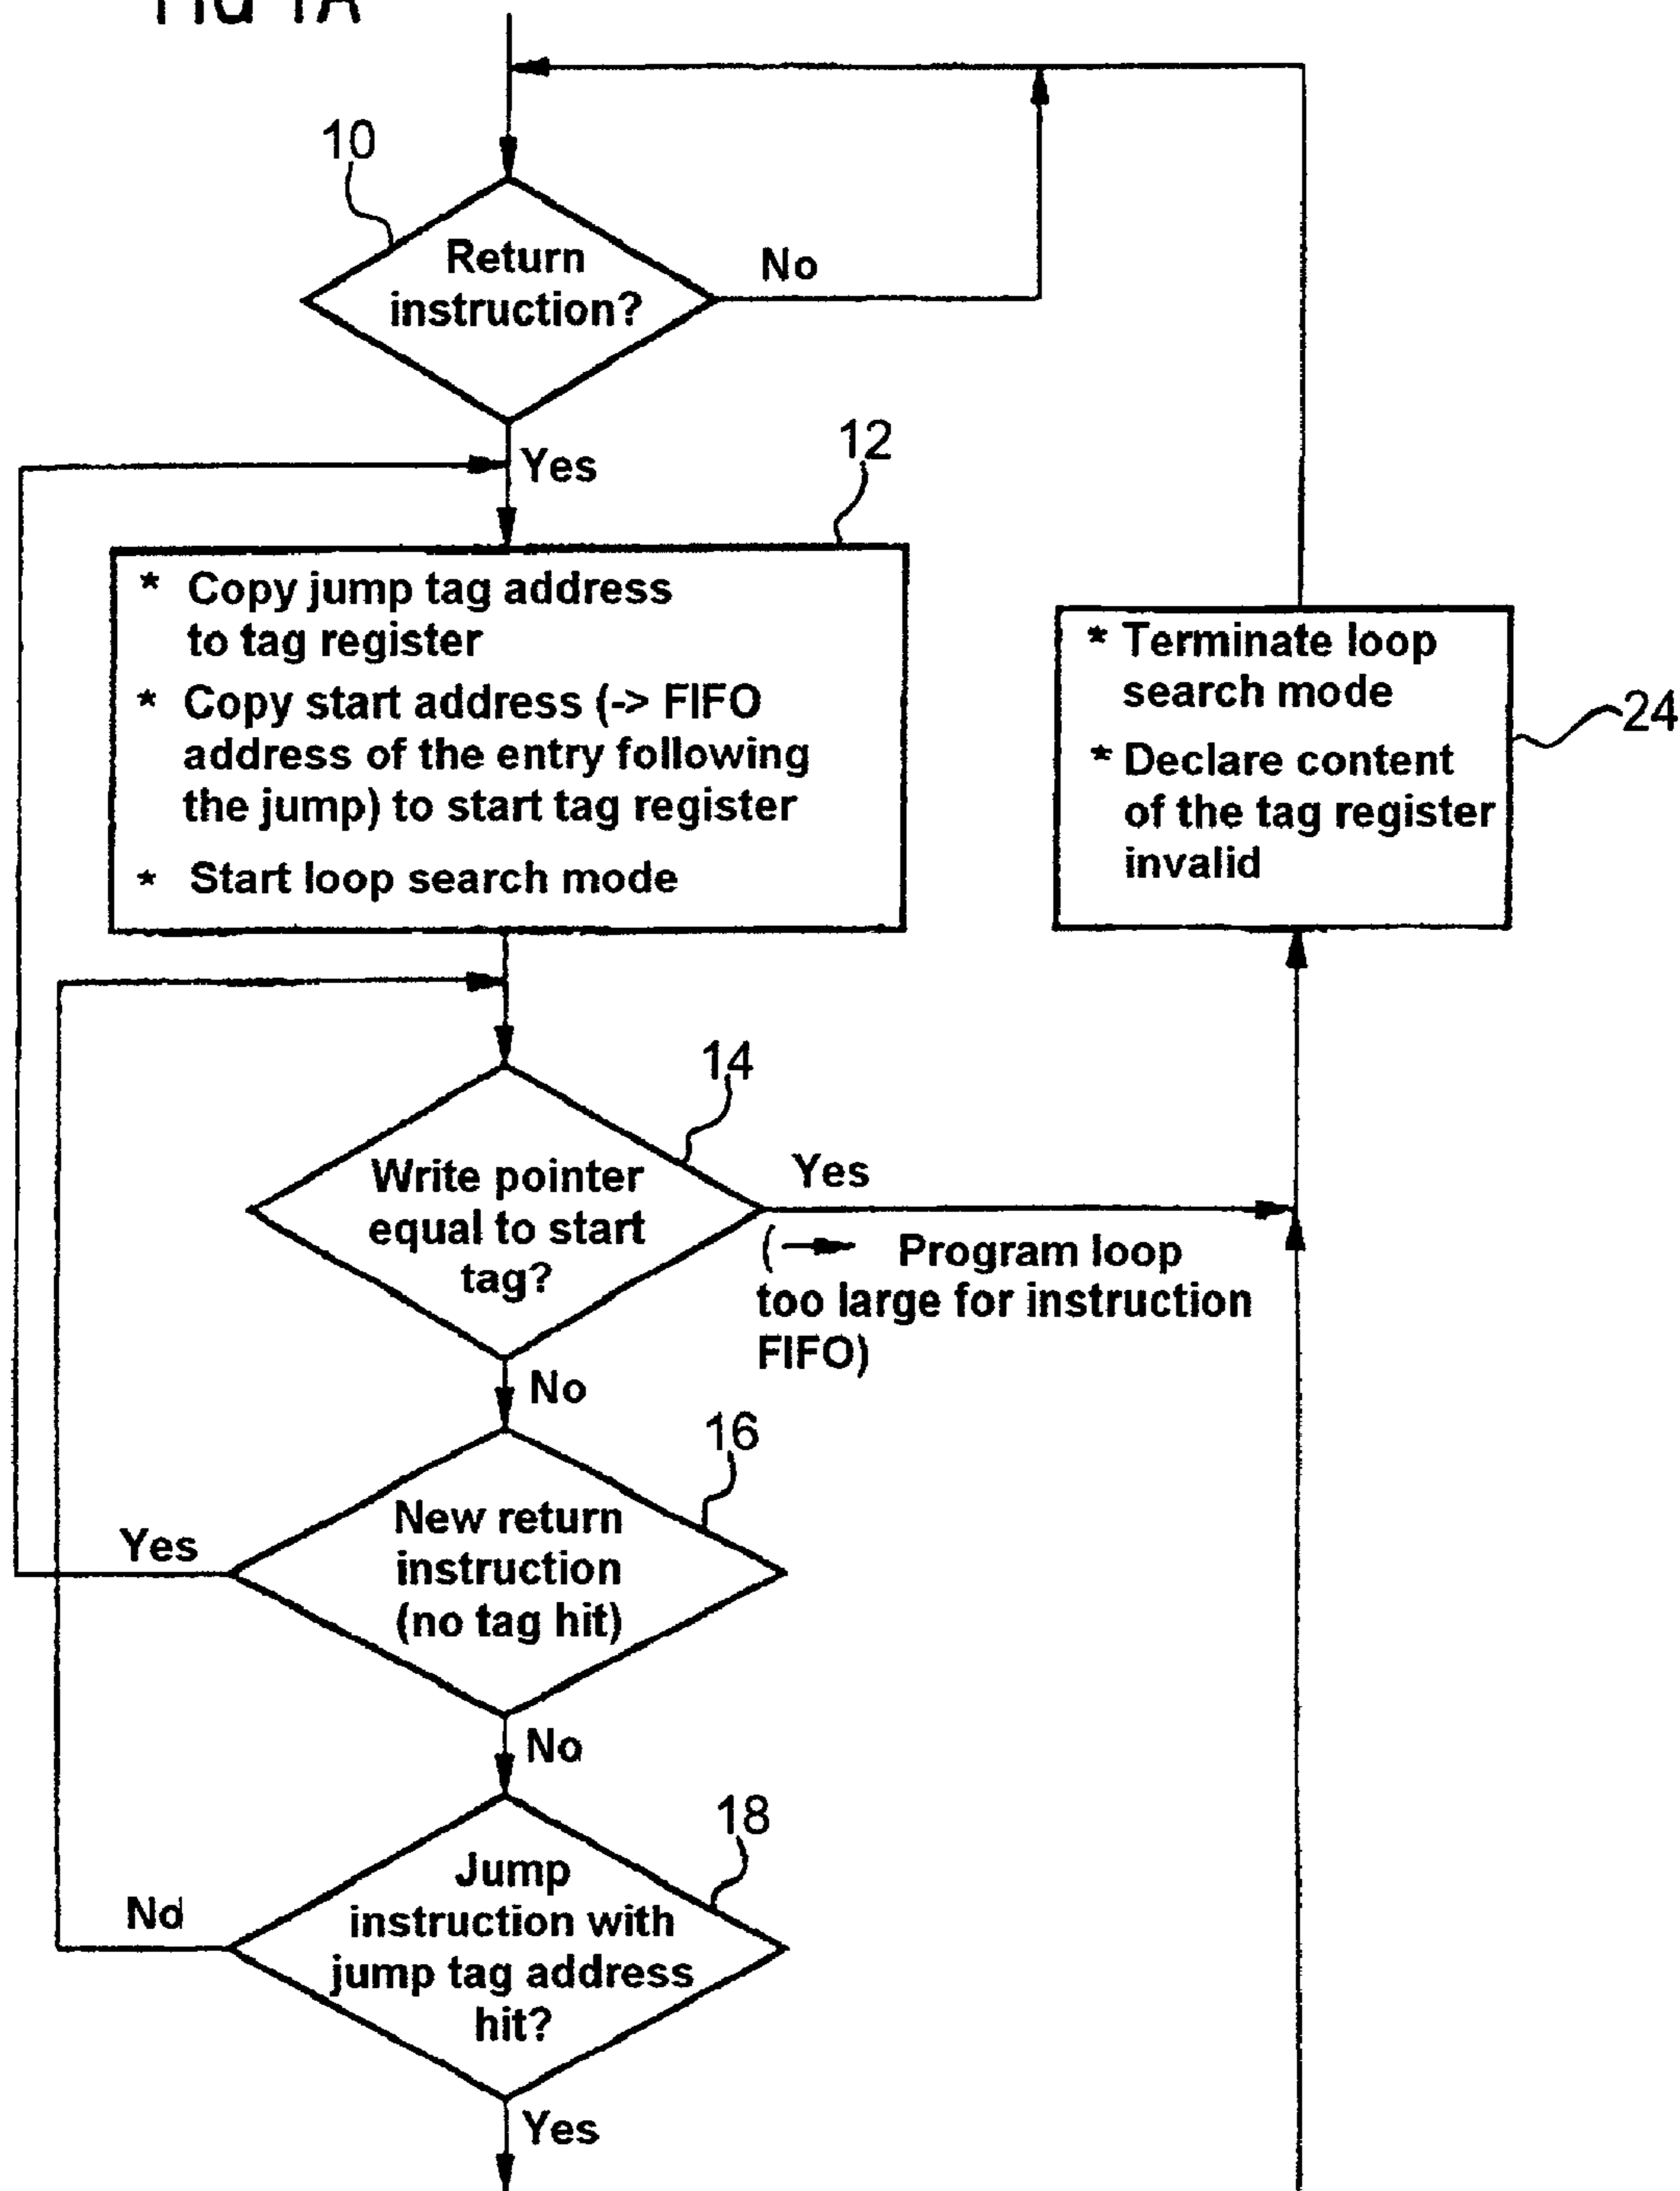 FIG 1A
10
Return
instruction?
No
Yes
12
* Copy jump tag address
to tag register
* Copy start address (-> FIFO
address of the entry following
the jump) to start tag register
* Start loop search mode
* Terminate loop
search mode
* Declare content
of the tag register
invalid
24
14
Write pointer
equal to start
tag?
Yes
(→ Program loop
too large for instruction
FIFO)
No
16
New return
instruction
(no tag hit)
Yes
No
18
Jump
instruction with
jump tag address
hit?
No
Yes